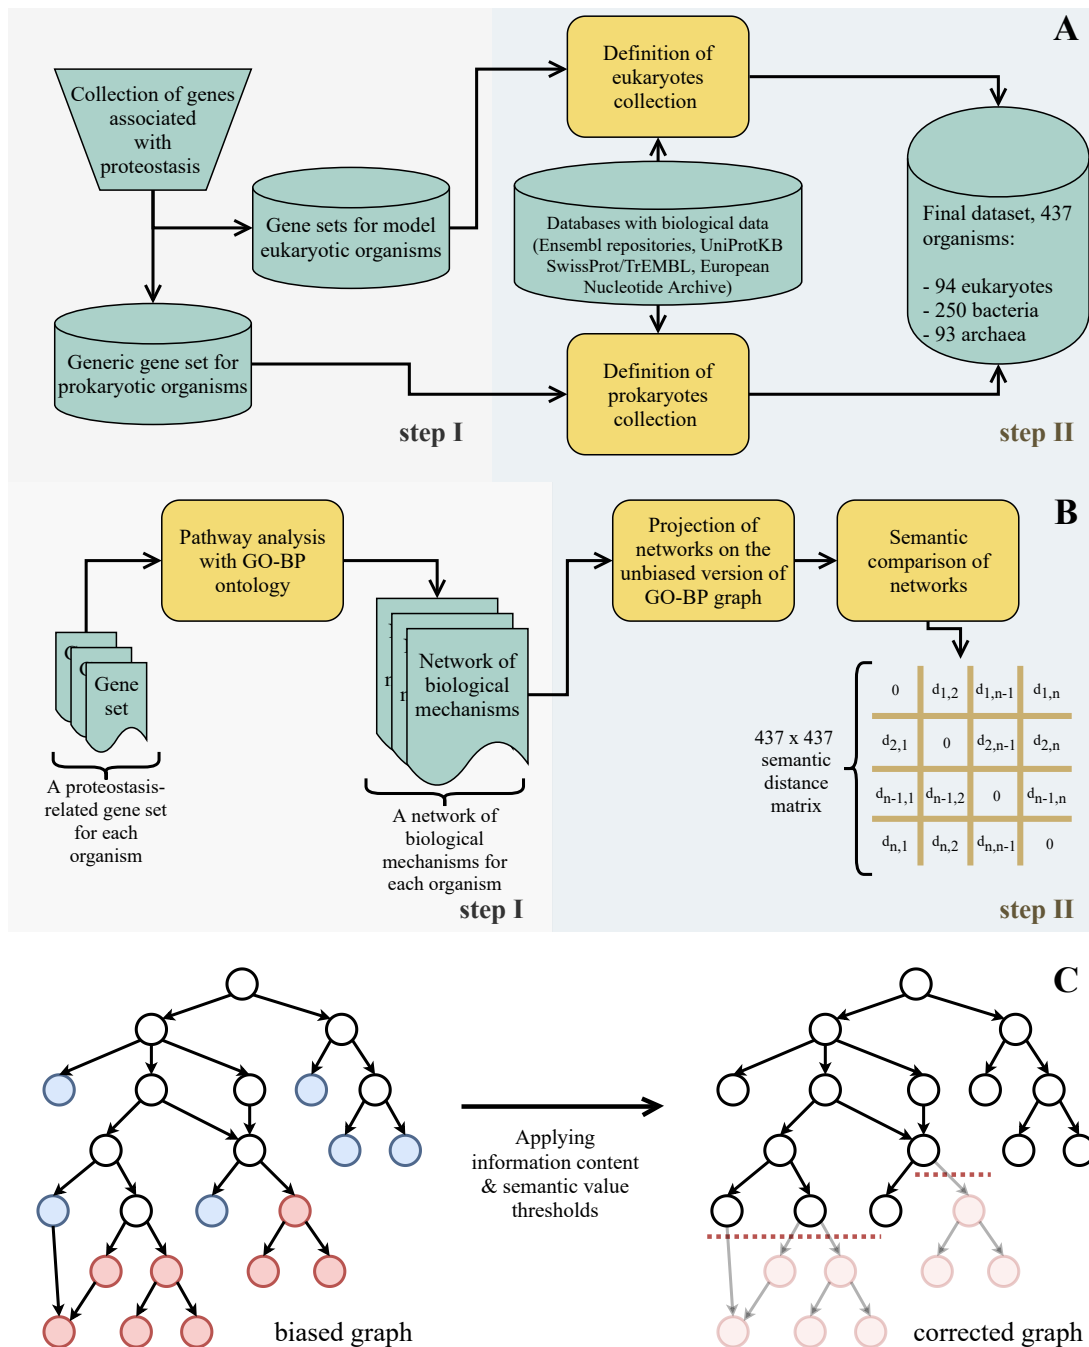 A
Collection of genes
associated
with
proteostasis
Gene sets for model
eukaryotic organisms
Generic gene set for
prokaryotic organisms
step I
Definition of
eukaryotes
collection
Databases with biological data
(Ensembl repositories, UniProtKB
SwissProt/TrEMBL, European
Nucleotide Archive)
Definition of
prokaryotes
collection
Final dataset, 437
organisms:
- 94 eukaryotes
- 250 bacteria
- 93 archaea
step II
B
Pathway analysis
with GO-BP
ontology
Gene
set
A proteostasis-
related gene set
for each
organism
Network of
biological
mechanisms
A network of
biological
mechanisms for
each organism
step I
Projection of
networks on the
unbiased version of
GO-BP graph
Semantic
comparison of
networks
437 x 437
semantic
distance
matrix
0 d1,2 d1,n-1 d1,n
d2,1 0 d2,n-1 d2,n
dn-1,1 dn-1,2 0 dn-1,n
dn,1 dn,2 dn,n-1 0
step II
C
Applying
information content
& semantic value
thresholds
biased graph
corrected graph